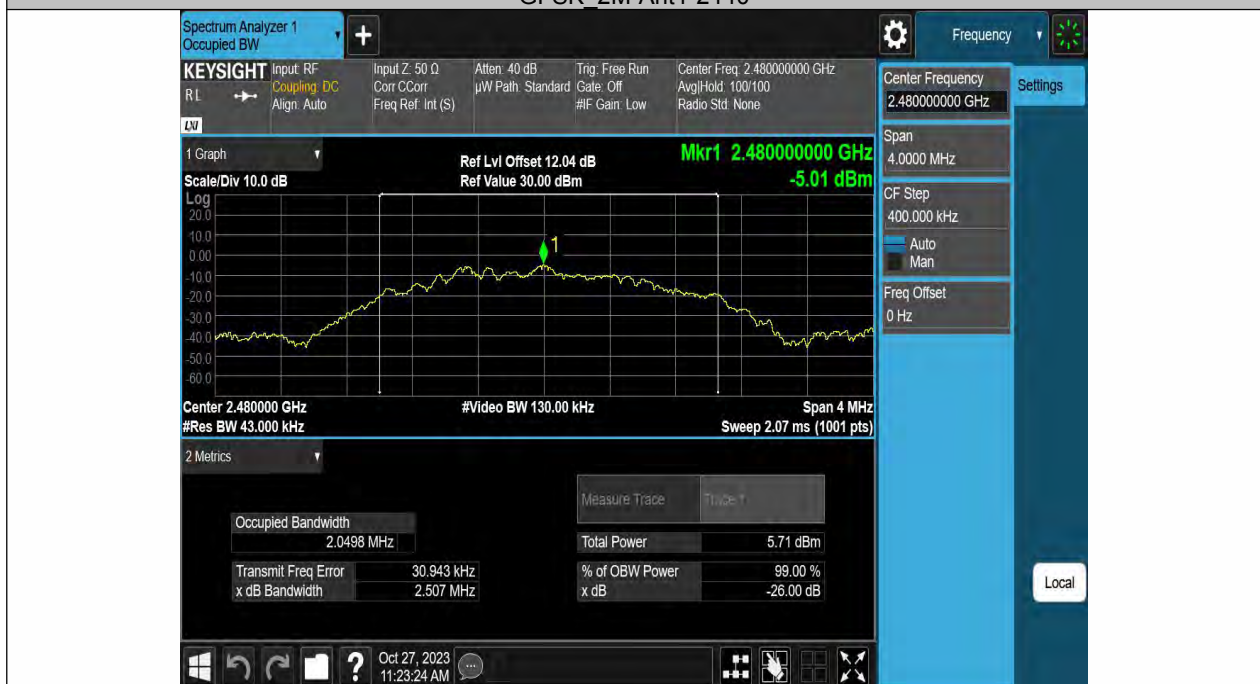 Spectrum Analyzer 1
Occupied BW
Frequency
KEYSIGHT
RL
LXI
Input: RF
Coupling: DC
Align: Auto
Input Z: 50 Ω
Corr CCorr
Freq Ref: Int (S)
Atten: 40 dB
µW Path: Standard
Trig: Free Run
Gate: Off
#IF Gain: Low
Center Freq: 2.480000000 GHz
Avg|Hold: 100/100
Radio Std: None
1 Graph
Scale/Div 10.0 dB
Ref Lvl Offset 12.04 dB
Ref Value 30.00 dBm
Mkr1 2.480000000 GHz
-5.01 dBm
Log
20.0
10.0
0.00
-10.0
-20.0
-30.0
-40.0
-50.0
-60.0
1
Center 2.480000 GHz
#Res BW 43.000 kHz
#Video BW 130.00 kHz
Span 4 MHz
Sweep 2.07 ms (1001 pts)
2 Metrics
Measure Trace
Trace 1
Occupied Bandwidth
2.0498 MHz
Total Power 5.71 dBm
Transmit Freq Error 30.943 kHz
% of OBW Power 99.00 %
x dB Bandwidth 2.507 MHz
x dB -26.00 dB
Center Frequency
2.480000000 GHz
Settings
Span
4.0000 MHz
CF Step
400.000 kHz
Auto
Man
Freq Offset
0 Hz
Local
?
Oct 27, 2023
11:23:24 AM